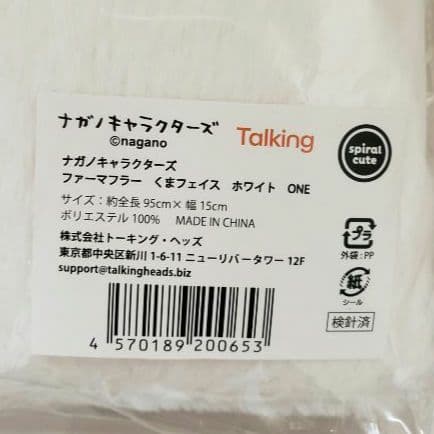 ナガノキャラクターズ
©nagano
Talking
spiral
cute
ナガノキャラクターズ
ファーマフラー くまフェイス ホワイト ONE
サイズ：約全長 95cm× 幅 15cm
ポリエステル 100% MADE IN CHINA
株式会社トーキング・ヘッズ
東京都中央区新川 1-6-11 ニューリバータワー 12F
support@talkingheads.biz
プラ
外袋：PP
紙
シール
検針済
4 570189 200653